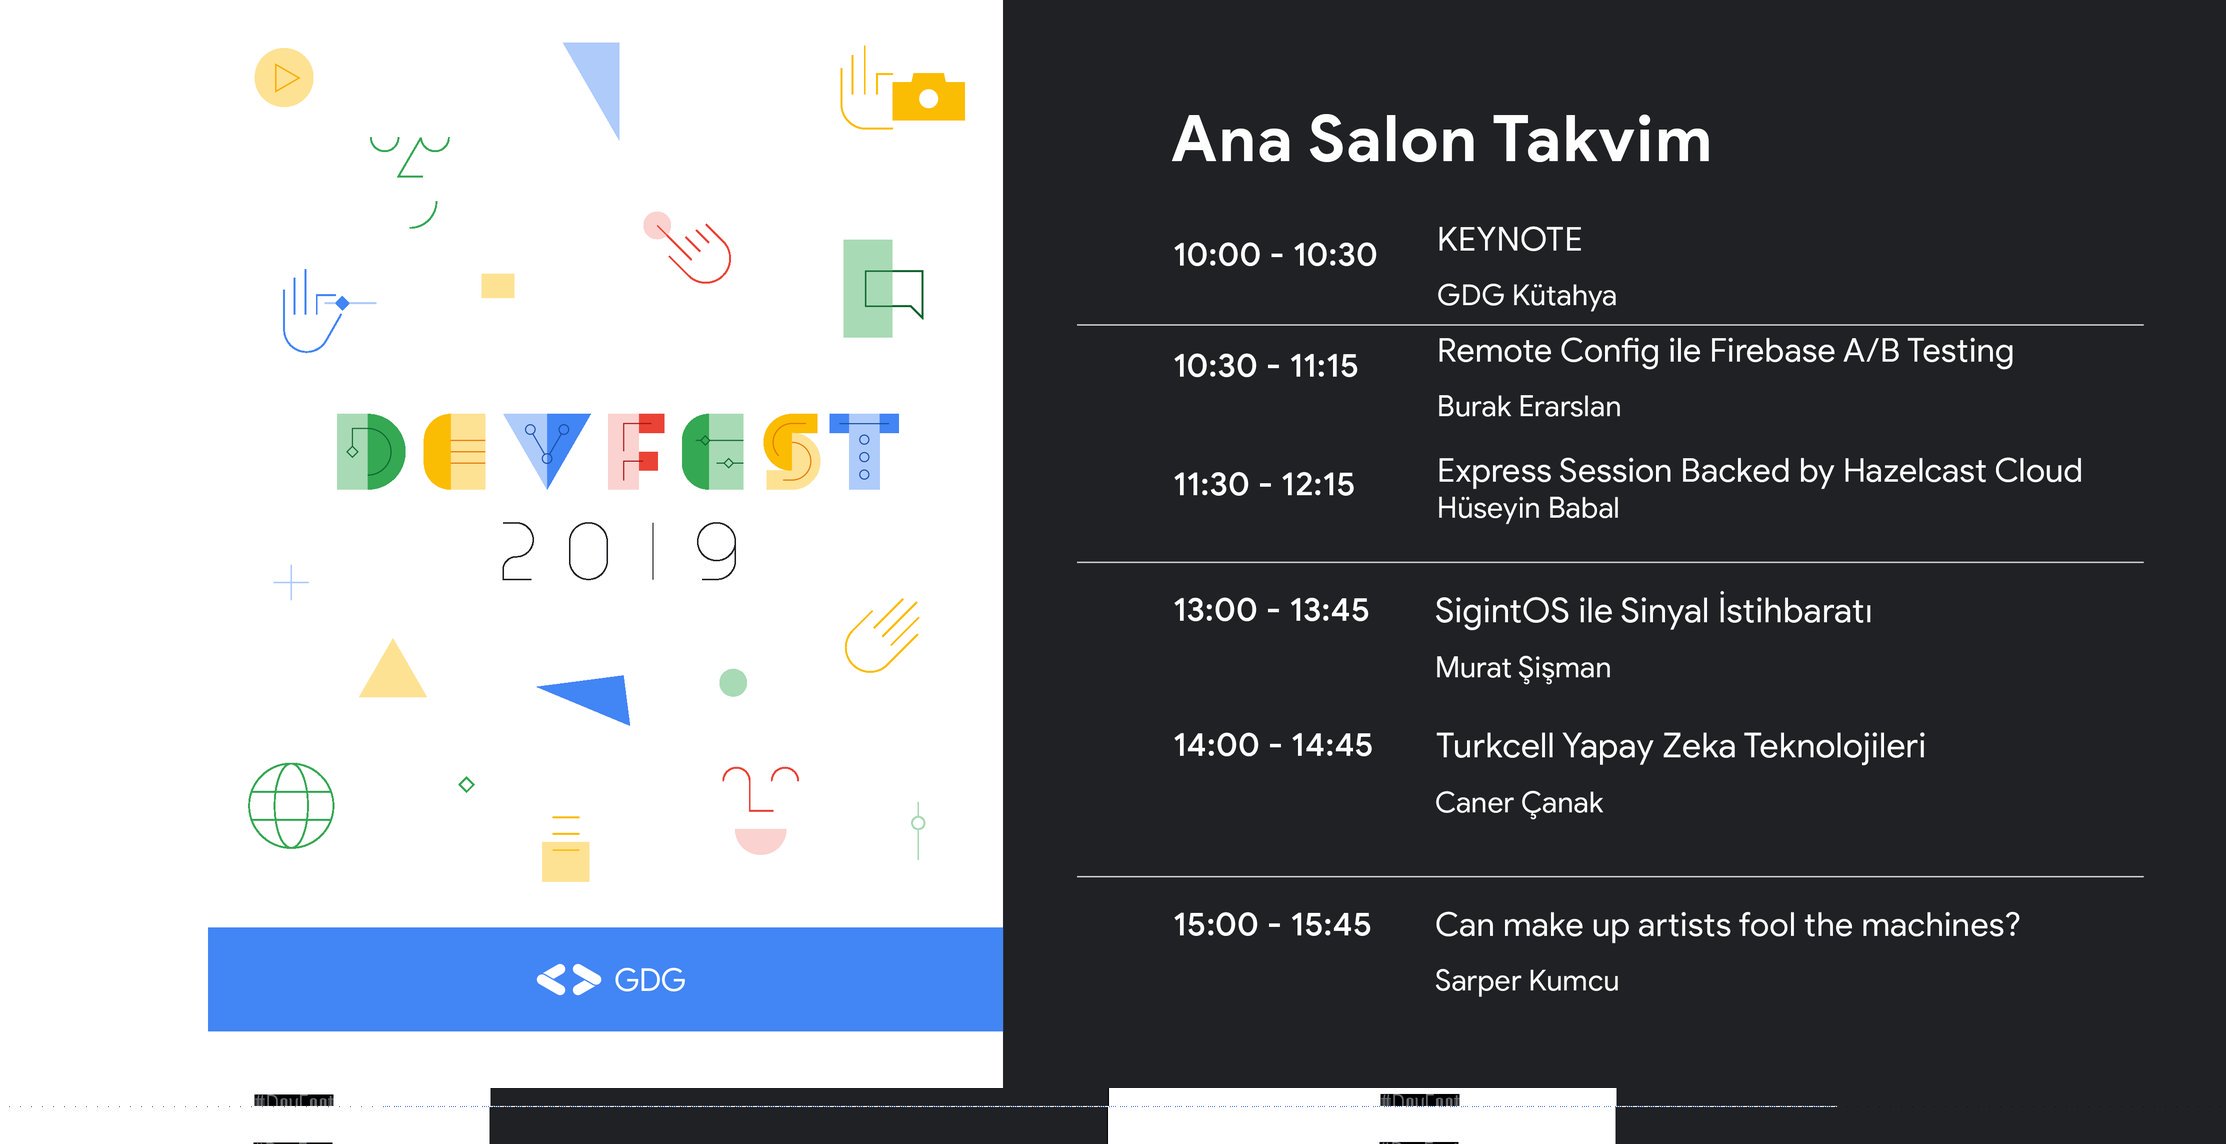 DEVFEST
2019
GDG
Ana Salon Takvim
10:00 - 10:30
KEYNOTE
GDG Kütahya
10:30 - 11:15
Remote Config ile Firebase A/B Testing
Burak Erarslan
11:30 - 12:15
Express Session Backed by Hazelcast Cloud
Hüseyin Babal
13:00 - 13:45
SigintOS ile Sinyal İstihbaratı
Murat Şişman
14:00 - 14:45
Turkcell Yapay Zeka Teknolojileri
Caner Çanak
15:00 - 15:45
Can make up artists fool the machines?
Sarper Kumcu